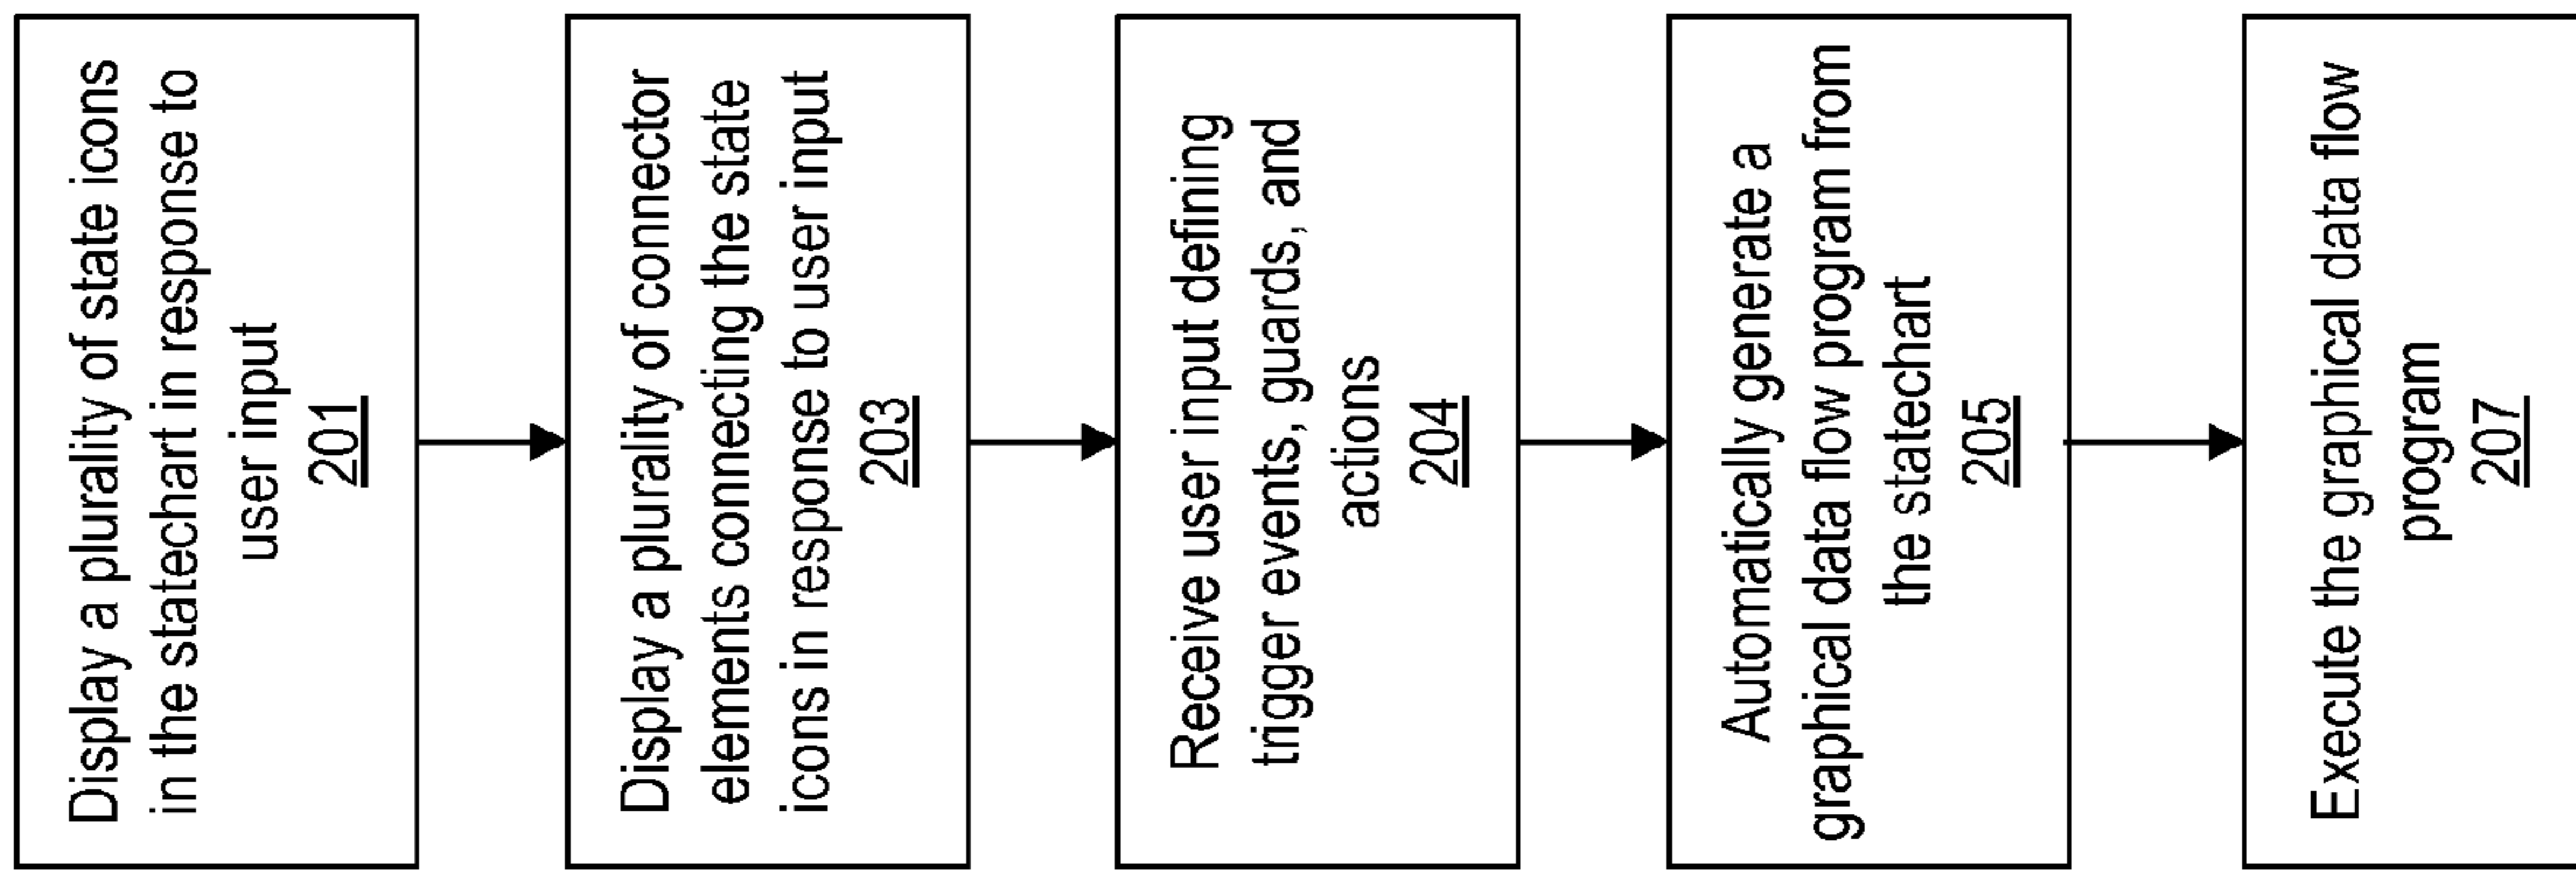 Display a plurality of state icons
in the statechart in response to
user input
201
Display a plurality of connector
elements connecting the state
icons in response to user input
203
Receive user input defining
trigger events, guards, and
actions
204
Automatically generate a
graphical data flow program from
the statechart
205
Execute the graphical data flow
program
207